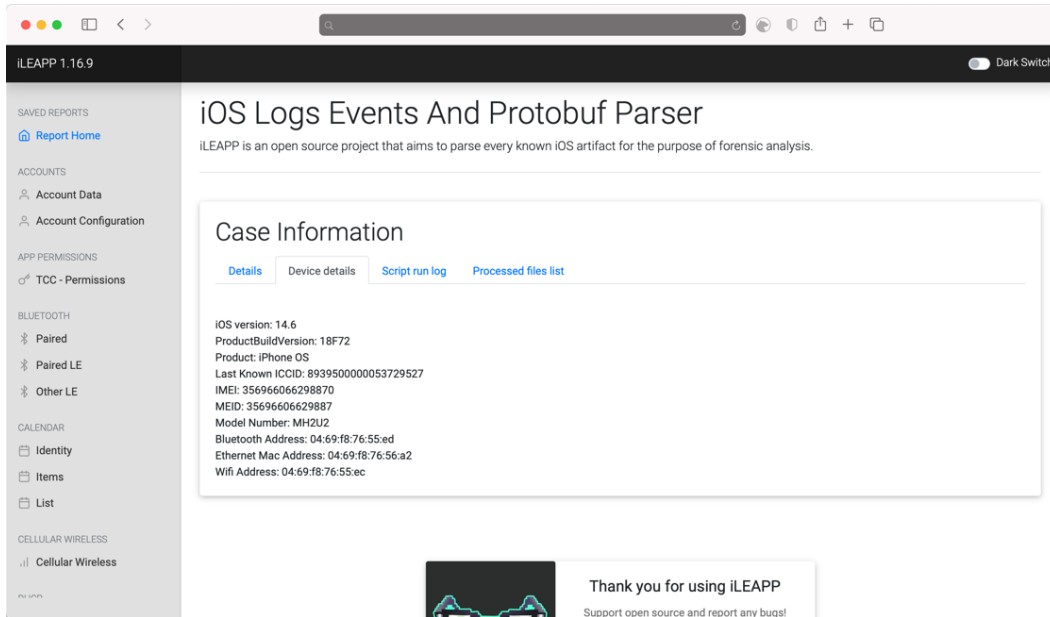 iLEAPP 1.16.9
Dark Switch
SAVED REPORTS
Report Home
ACCOUNTS
Account Data
Account Configuration
APP PERMISSIONS
TCC - Permissions
BLUETOOTH
Paired
Paired LE
Other LE
CALENDAR
Identity
Items
List
CELLULAR WIRELESS
Cellular Wireless
iOS Logs Events And Protobuf Parser
iLEAPP is an open source project that aims to parse every known iOS artifact for the purpose of forensic analysis.
Case Information
Details Device details Script run log Processed files list
iOS version: 14.6
ProductBuildVersion: 18F72
Product: iPhone OS
Last Known ICCID: 8939500000053729527
IMEI: 356966066298870
MEID: 35696606629887
Model Number: MH2U2
Bluetooth Address: 04:69:f8:76:55:ed
Ethernet Mac Address: 04:69:f8:76:56:a2
Wifi Address: 04:69:f8:76:55:ec
Thank you for using iLEAPP
Support open source and report any bugs!